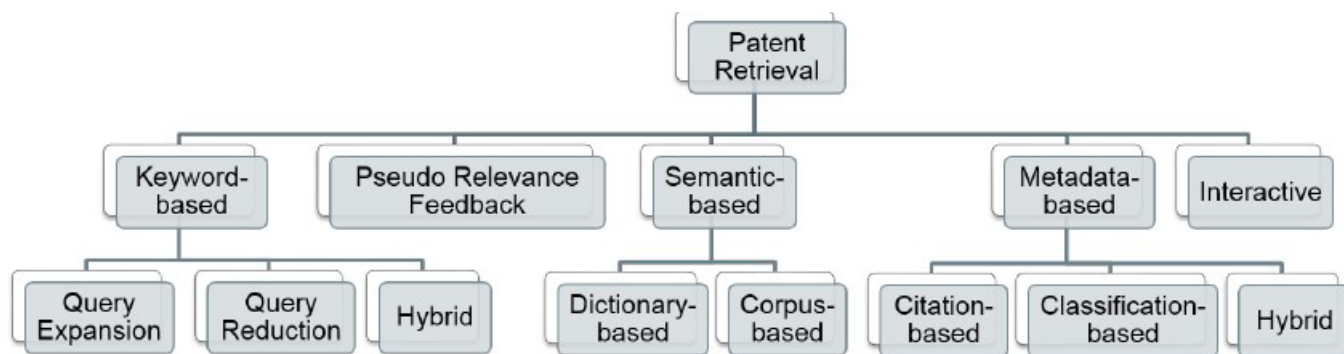 Patent
Retrieval
Keyword-
based
Pseudo Relevance
Feedback
Semantic-
based
Metadata-
based
Interactive
Query
Expansion
Query
Reduction
Hybrid
Dictionary-
based
Corpus-
based
Citation-
based
Classification-
based
Hybrid